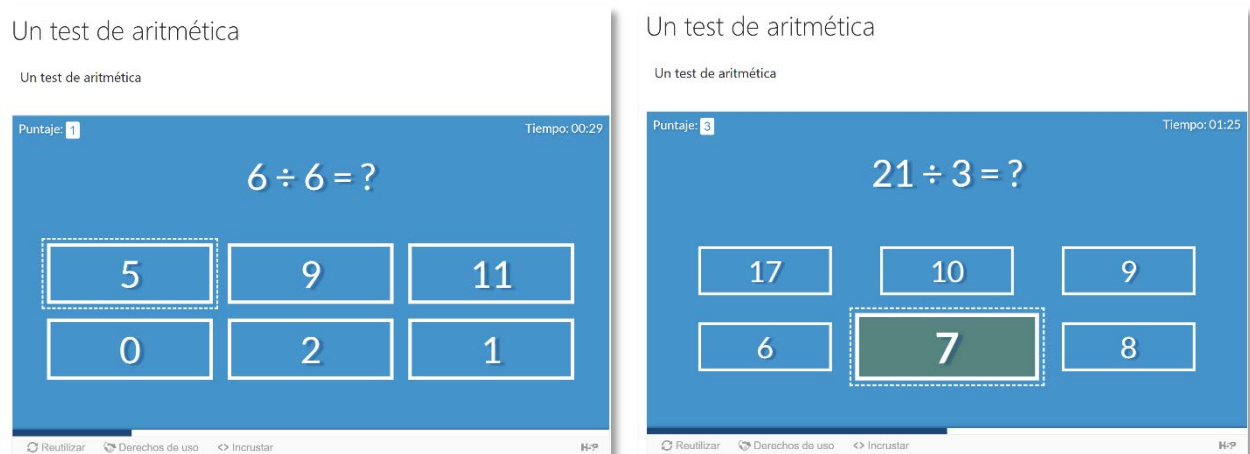 Un test de aritmética
Un test de aritmética
Puntaje: 1 Tiempo: 00:29
6 ÷ 6 = ?
5 9 11
0 2 1
Reutilizar Derechos de uso <> Incrustar H-P
Un test de aritmética
Un test de aritmética
Puntaje: 3 Tiempo: 01:25
21 ÷ 3 = ?
17 10 9
6 7 8
Reutilizar Derechos de uso <> Incrustar H-P